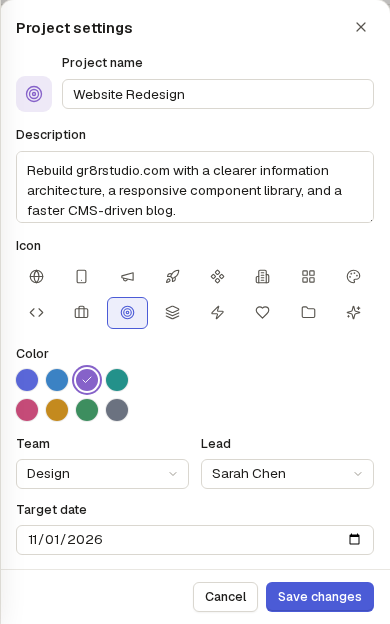 Project settings
Project name
Website Redesign
Description
Rebuild gr8rstudio.com with a clearer information
architecture, a responsive component library, and a
faster CMS-driven blog.
Icon
Color
Team
Lead
Design
Sarah Chen
Target date
11/01/2026
Cancel
Save changes